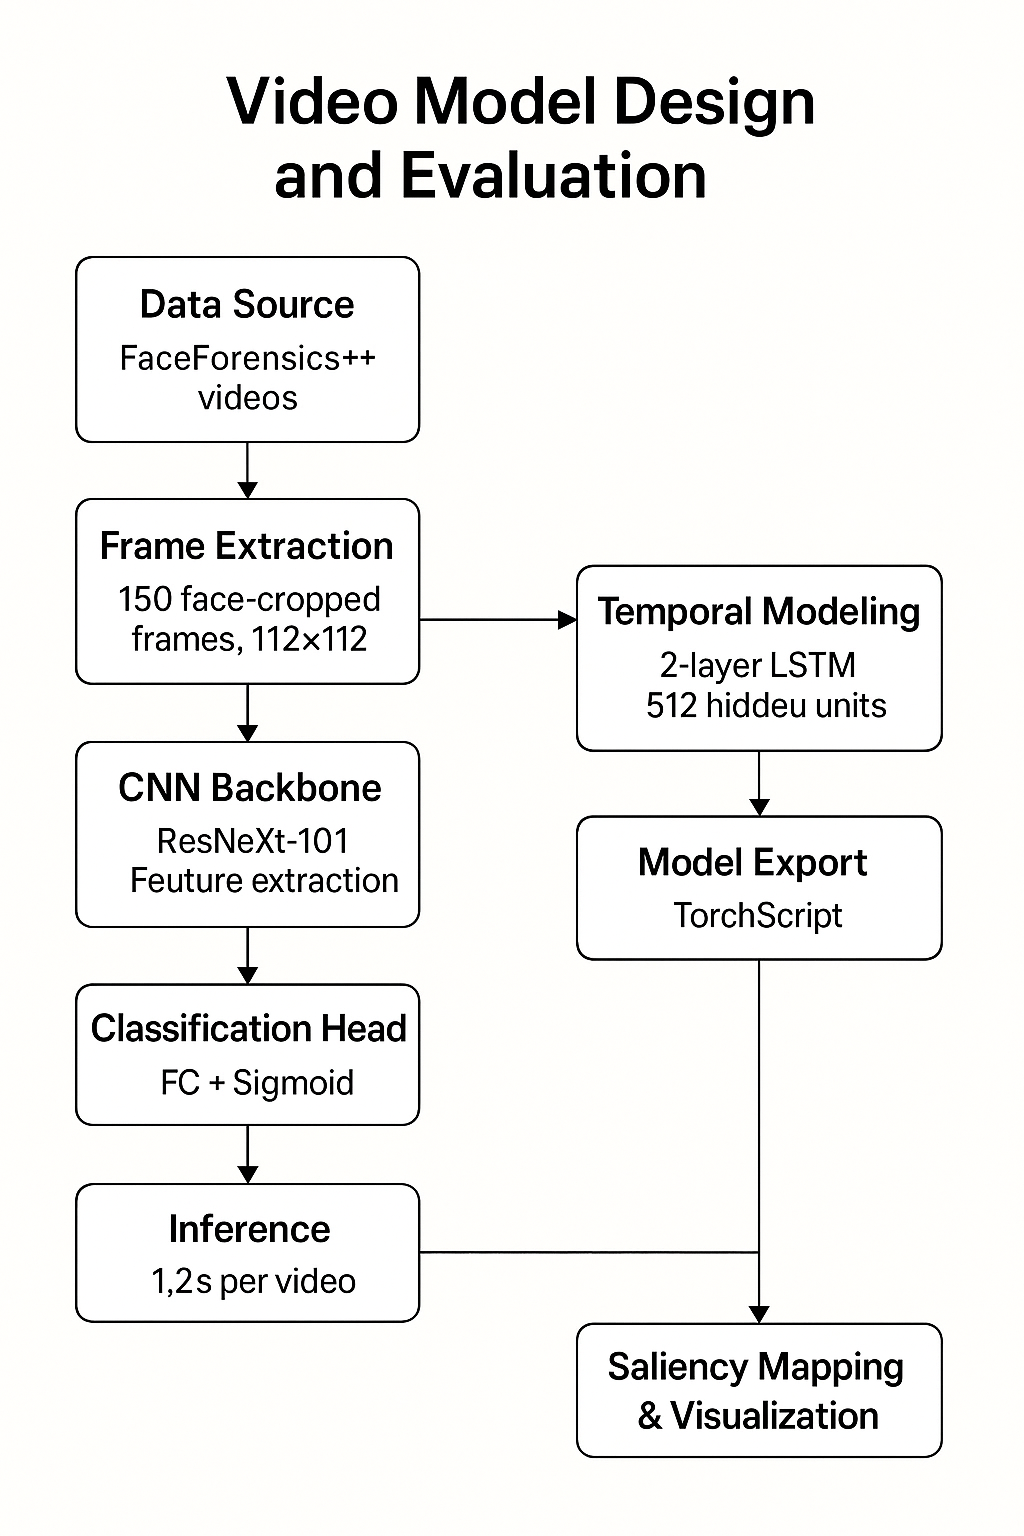 Video Model Design
and Evaluation
Data Source
FaceForensics++
videos
Frame Extraction
150 face-cropped
frames, 112×112
CNN Backbone
ResNeXt-101
Feuture extraction
Classification Head
FC + Sigmoid
Inference
1,2s per video
Temporal Modeling
2-layer LSTM
512 hiddeu units
Model Export
TorchScript
Saliency Mapping
& Visualization